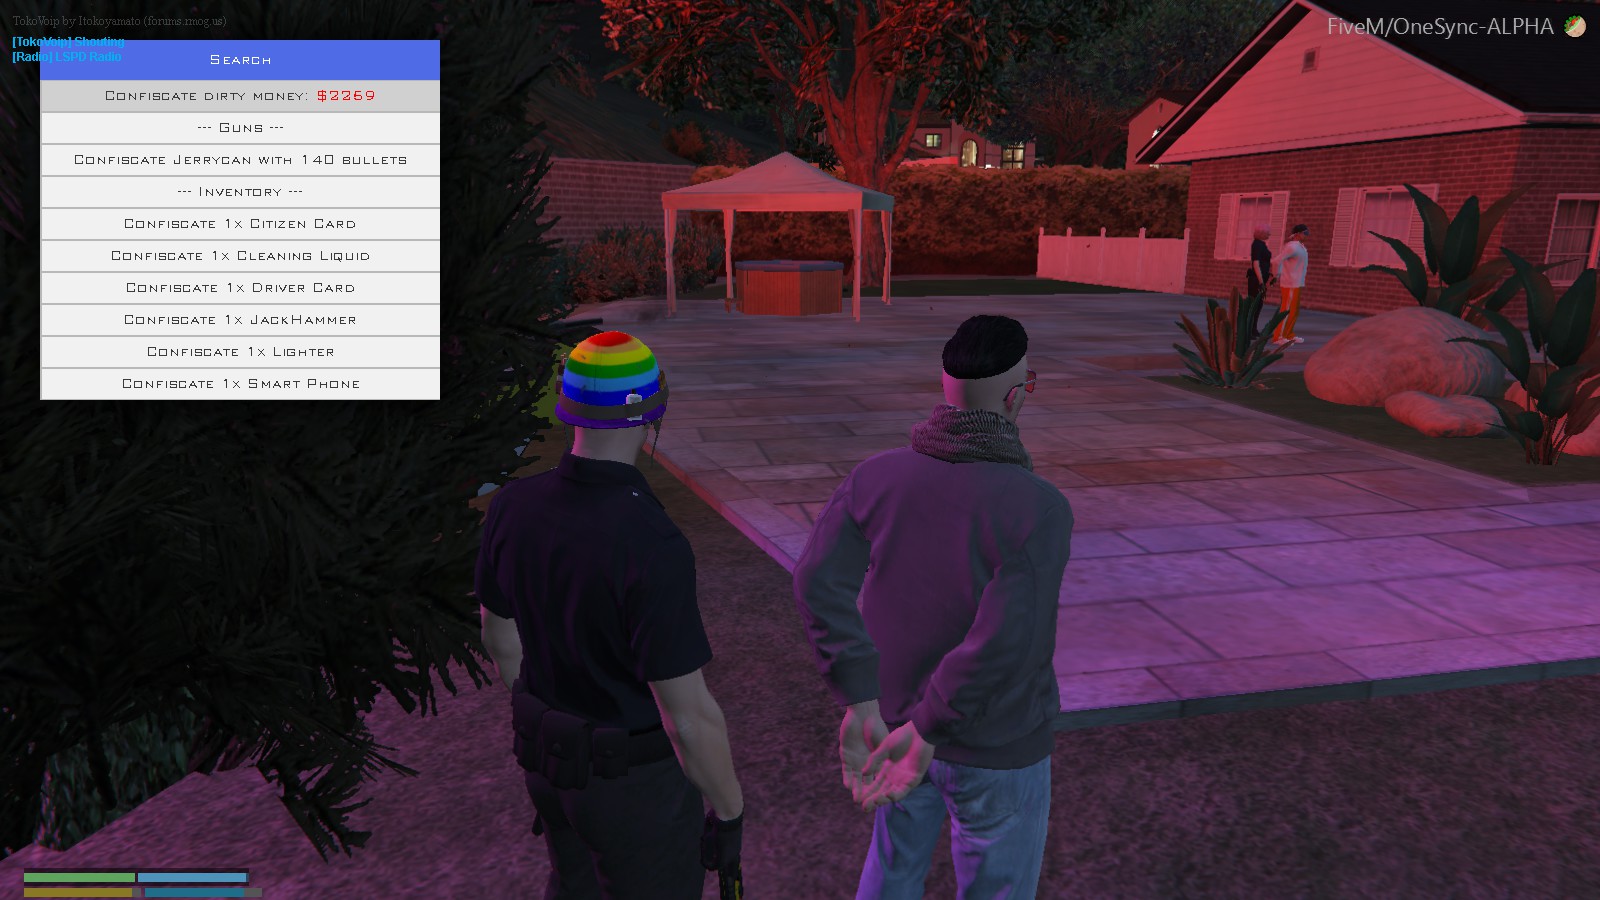 TokoVoip by Itokoyamato (forums.rmog.us)
FiveM/OneSync-ALPHA
[TokoVoip] Shouting
[Radio] LSPD Radio
Search
Confiscate dirty money: $2269
--- Guns ---
Confiscate Jerrycan with 140 bullets
--- Inventory ---
Confiscate 1x Citizen Card
Confiscate 1x Cleaning Liquid
Confiscate 1x Driver Card
Confiscate 1x JackHammer
Confiscate 1x Lighter
Confiscate 1x Smart Phone